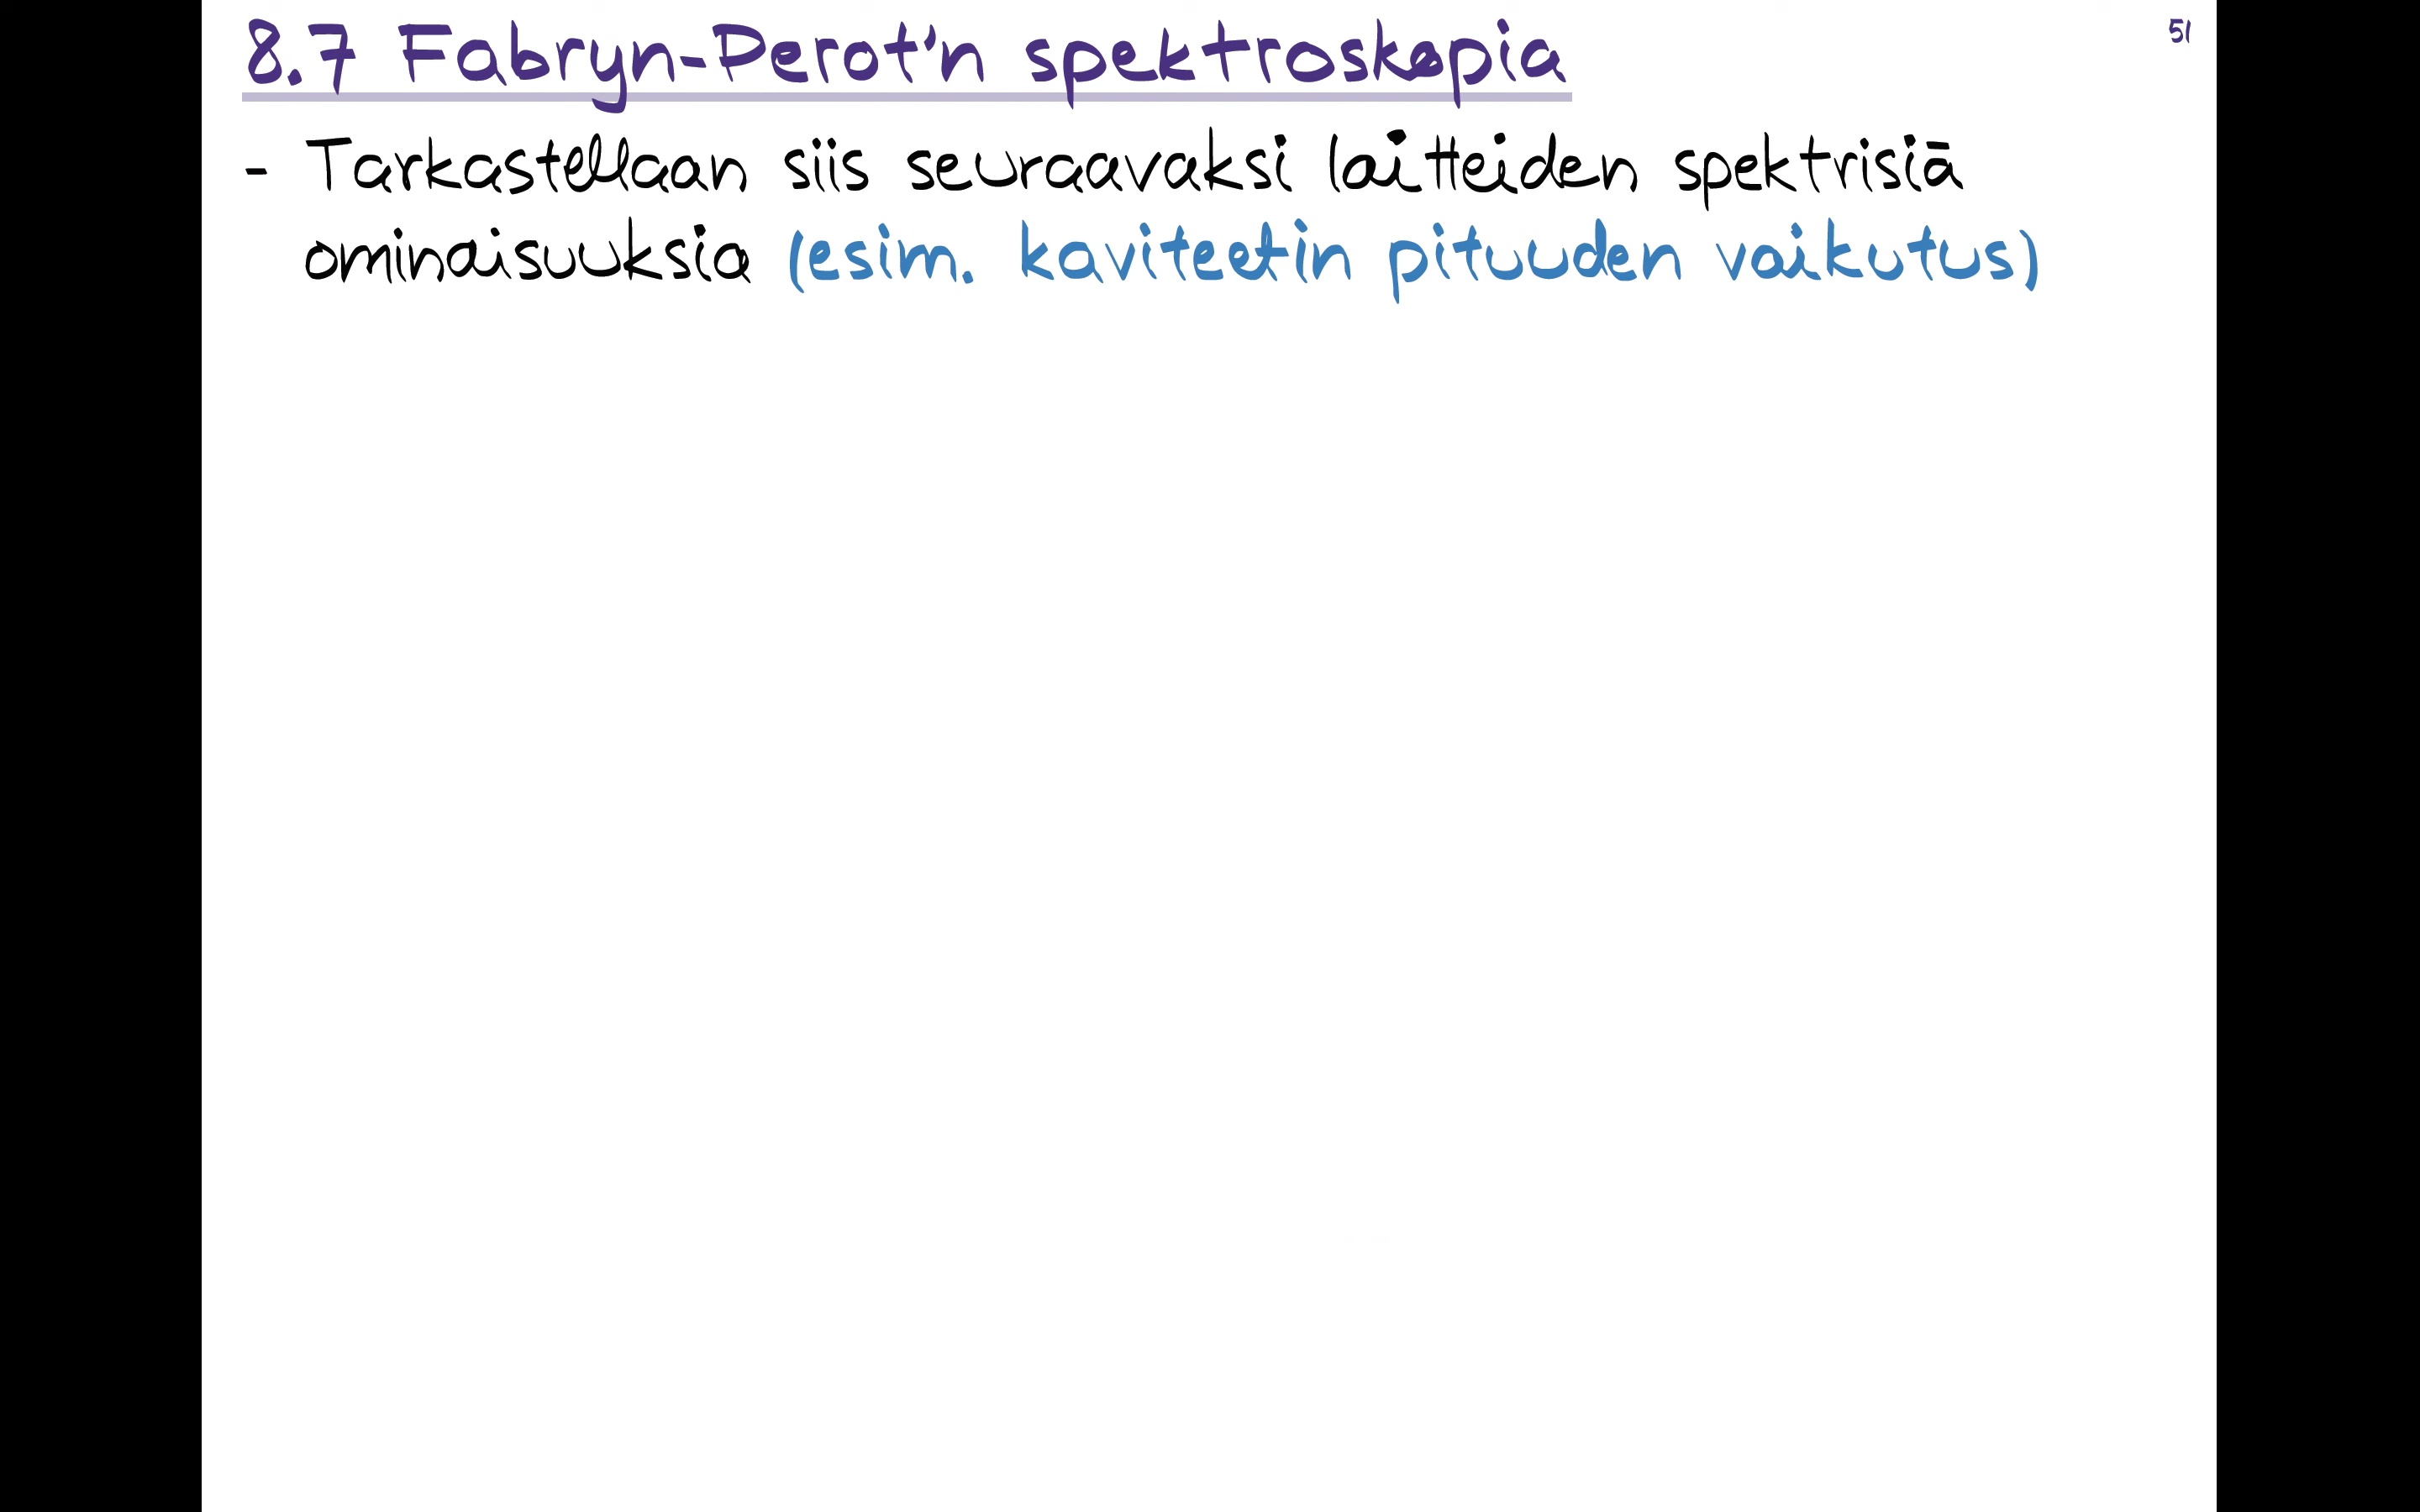 8.7 Fabryn-Perot'n spektroskopia
51
- Tarkastellaan siis seuraavaksi laitteiden spektrisiä
ominaisuuksia (esim. kaviteetin pituuden vaikutus)